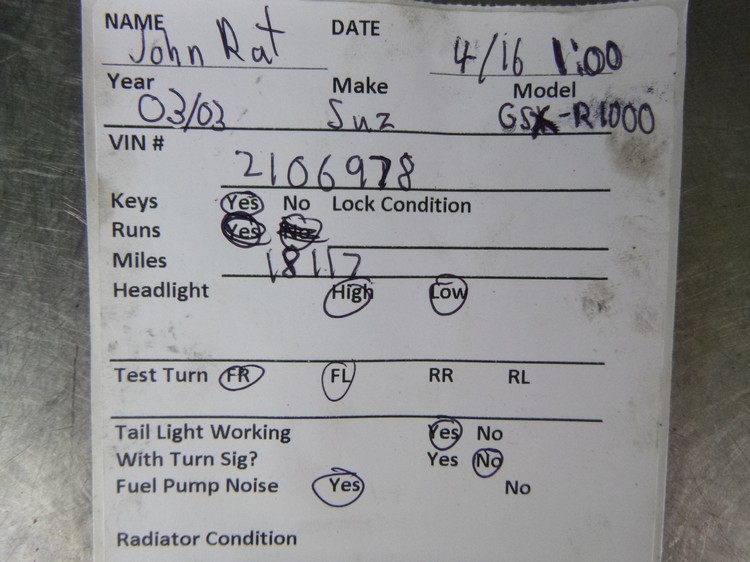 NAME John Rat DATE 4/16 1:00
Year 03/03 Make Suz Model GSX-R1000
VIN # 2106978
Keys Yes No Lock Condition
Runs Yes No
Miles 18117
Headlight High Low
Test Turn FR FL RR RL
Tail Light Working Yes No
With Turn Sig? Yes No
Fuel Pump Noise Yes No
Radiator Condition